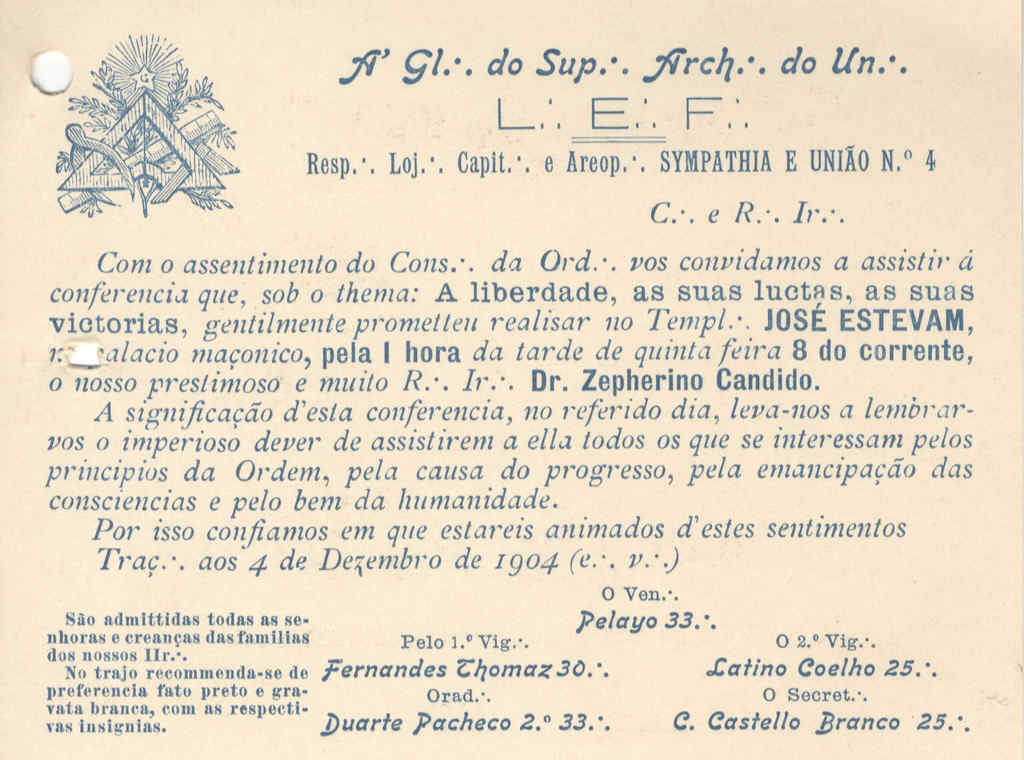 G
A' Gl.·. do Sup.·. Arch.·. do Un.·.
L.·. E.·. F.·.
Resp.·. Loj.·. Capit.·. e Areop.·. SYMPATHIA E UNIÃO N.º 4
C.·. e R.·. Ir.·.
Com o assentimento do Cons.·. da Ord.·. vos convidamos a assistir á
conferencia que, sob o thema: A liberdade, as suas luctas, as suas
victorias, gentilmente prometteu realisar no Templ.·. JOSÉ ESTEVAM,
alacio maçonico, pela 1 hora da tarde de quinta feira 8 do corrente,
o nosso prestimoso e muito R.·. Ir.·. Dr. Zepherino Candido.
A significação d'esta conferencia, no referido dia, leva-nos a lembrar-
vos o imperioso dever de assistirem a ella todos os que se interessam pelos
principios da Ordem, pela causa do progresso, pela emancipação das
consciencias e pelo bem da humanidade.
Por isso confiamos em que estareis animados d'estes sentimentos
Traç.·. aos 4 de Dezembro de 1904 (e.·. v.·.)
O Ven.·.
Pelayo 33.·.
São admittidas todas as se-
nhoras e creanças das familias
dos nossos IIr.·.
No trajo recommenda-se de
preferencia fato preto e gra-
vata branca, com as respecti-
vas insignias.
Pelo 1.º Vig.·.
Fernandes Thomaz 30.·.
Orad.·.
Duarte Pacheco 2.º 33.·.
O 2.º Vig.·.
Latino Coelho 25.·.
O Secret.·.
C. Castello Branco 25.·.